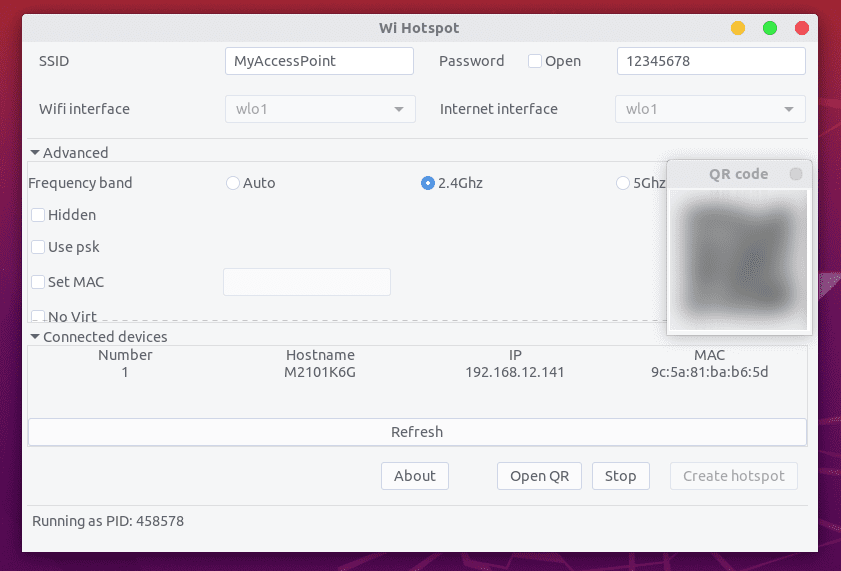 Wi Hotspot
SSID MyAccessPoint Password Open 12345678
Wifi interface wlo1 Internet interface wlo1
Advanced
QR code
Frequency band Auto 2.4Ghz 5Ghz
Hidden
Use psk
Set MAC
No Virt
Connected devices
Number Hostname IP MAC
1 M2101K6G 192.168.12.141 9c:5a:81:ba:b6:5d
Refresh
About Open QR Stop Create hotspot
Running as PID: 458578